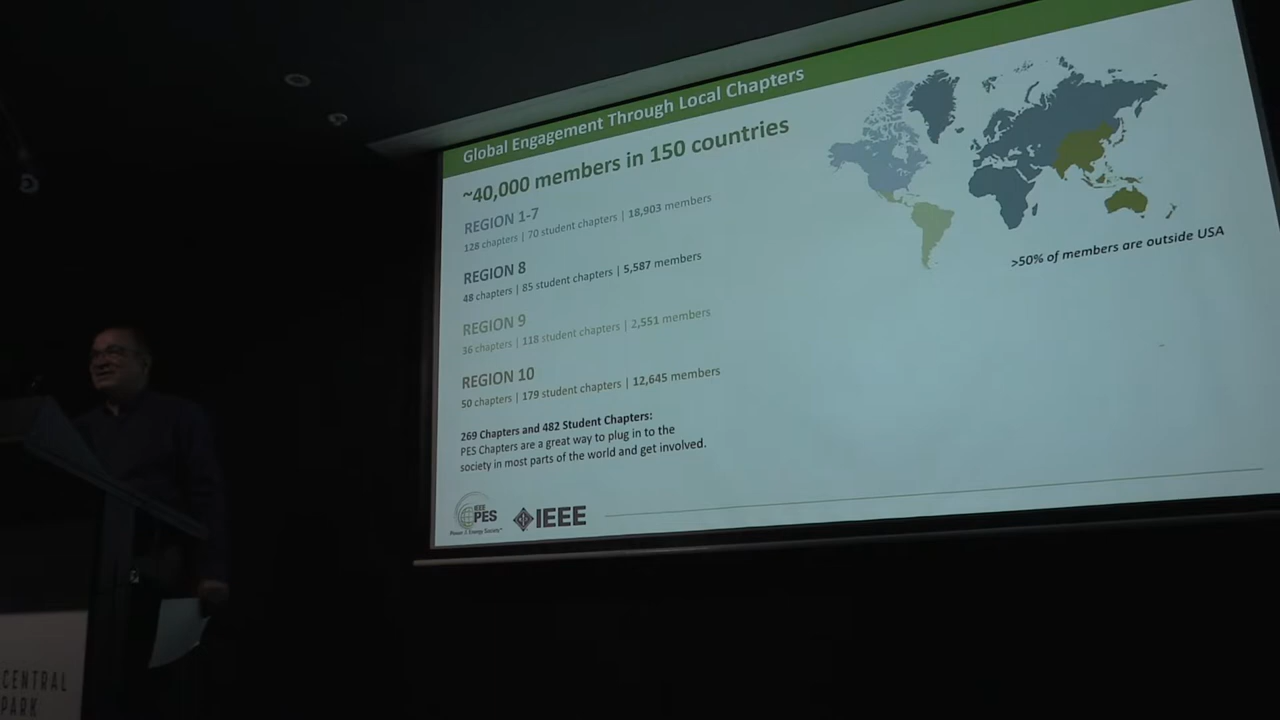 Global Engagement Through Local Chapters
~40,000 members in 150 countries
REGION 1-7
128 chapters | 70 student chapters | 18,903 members
REGION 8
48 chapters | 85 student chapters | 5,587 members
REGION 9
36 chapters | 118 student chapters | 2,551 members
REGION 10
50 chapters | 179 student chapters | 12,645 members
269 Chapters and 482 Student Chapters:
PES Chapters are a great way to plug in to the
society in most parts of the world and get involved.
>50% of members are outside USA
IEEE
PES
Power & Energy Society™
IEEE
CENTRAL
PARK